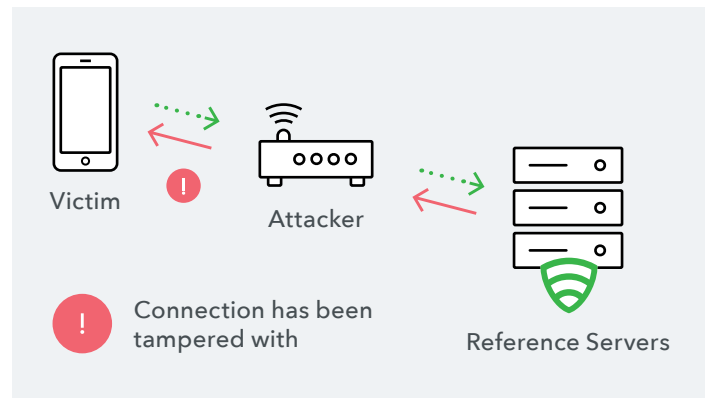 Victim
!
Attacker
!
Connection has been
tampered with
Reference Servers